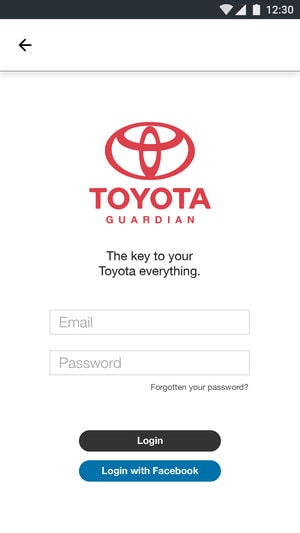 12:30
TOYOTA
GUARDIAN
The key to your
Toyota everything.
Email
Password
Forgotten your password?
Login
Login with Facebook